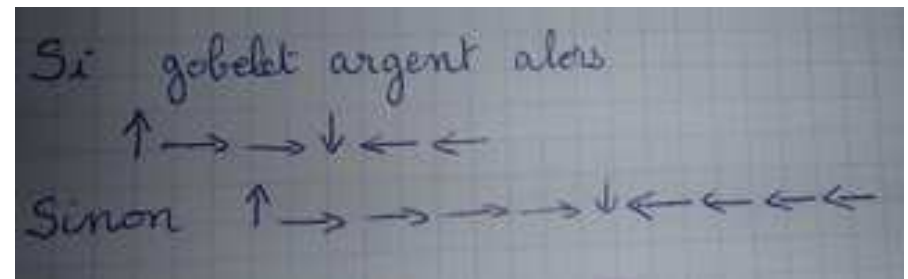 Si gobelet argent alors
↑ → → ↓ ← ←
Sinon ↑ → → → → ↓ ← ← ← ←